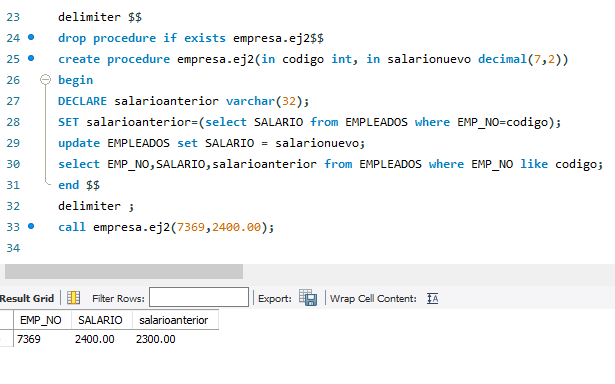 23 delimiter $$
24 drop procedure if exists empresa.ej2$$
25 create procedure empresa.ej2(in codigo int, in salarionuevo decimal(7,2))
26 begin
27 DECLARE salarioanterior varchar(32);
28 SET salarioanterior=(select SALARIO from EMPLEADOS where EMP_NO=codigo);
29 update EMPLEADOS set SALARIO = salarionuevo;
30 select EMP_NO,SALARIO,salarioanterior from EMPLEADOS where EMP_NO like codigo;
31 end $$
32 delimiter ;
33 call empresa.ej2(7369,2400.00);
34
Result Grid Filter Rows: Export: Wrap Cell Content: IA
EMP_NO SALARIO salarioanterior
7369 2400.00 2300.00